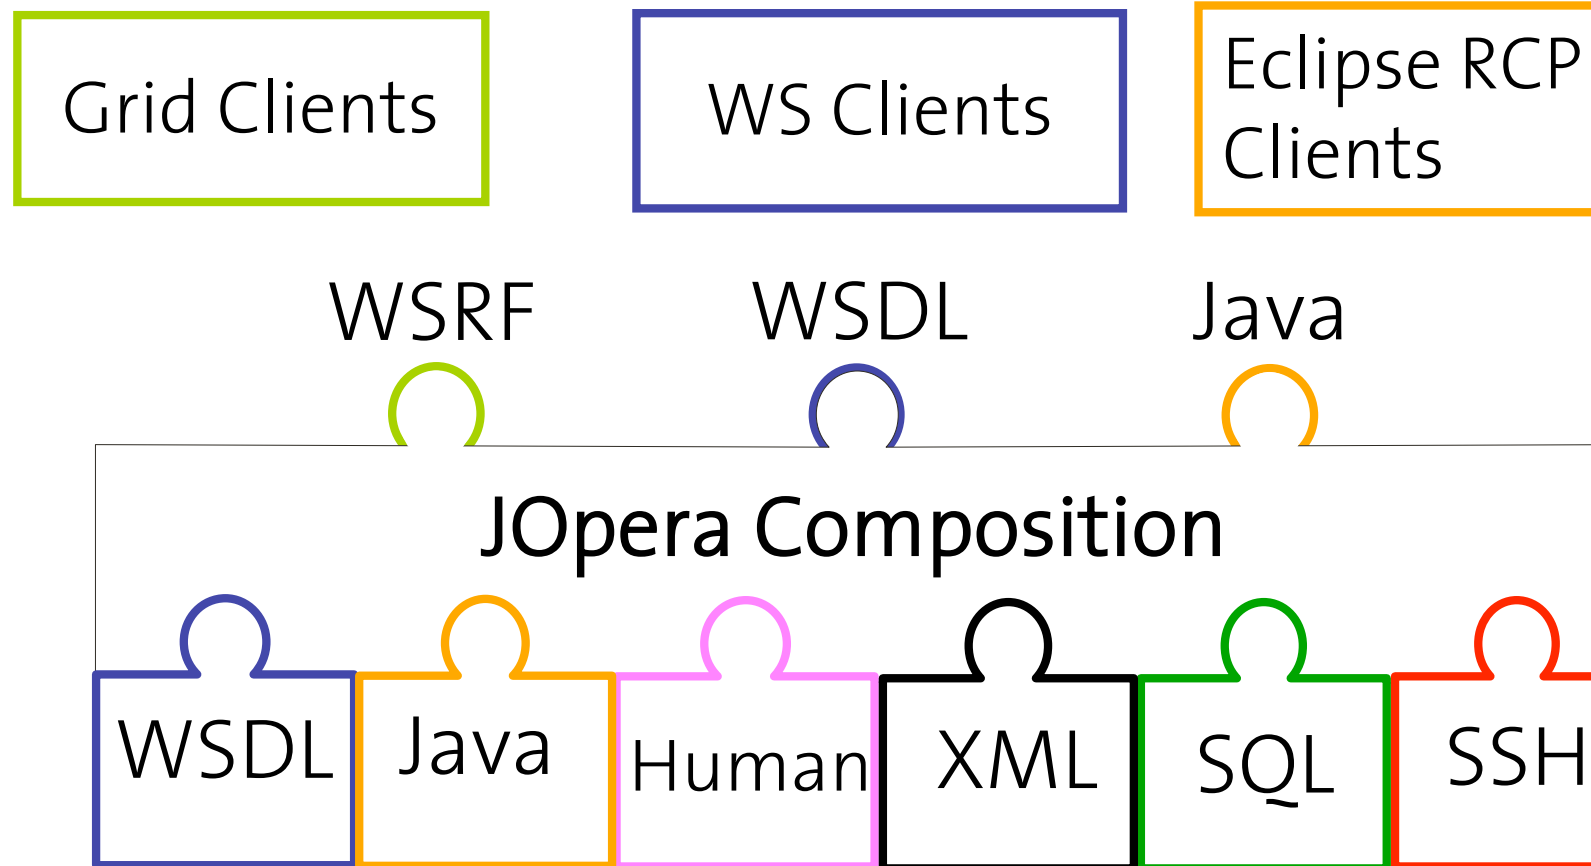 Grid Clients
WS Clients
Eclipse RCP
Clients
WSRF
WSDL
Java
JOpera Composition
WSDL
Java
Human
XML
SQL
SSH